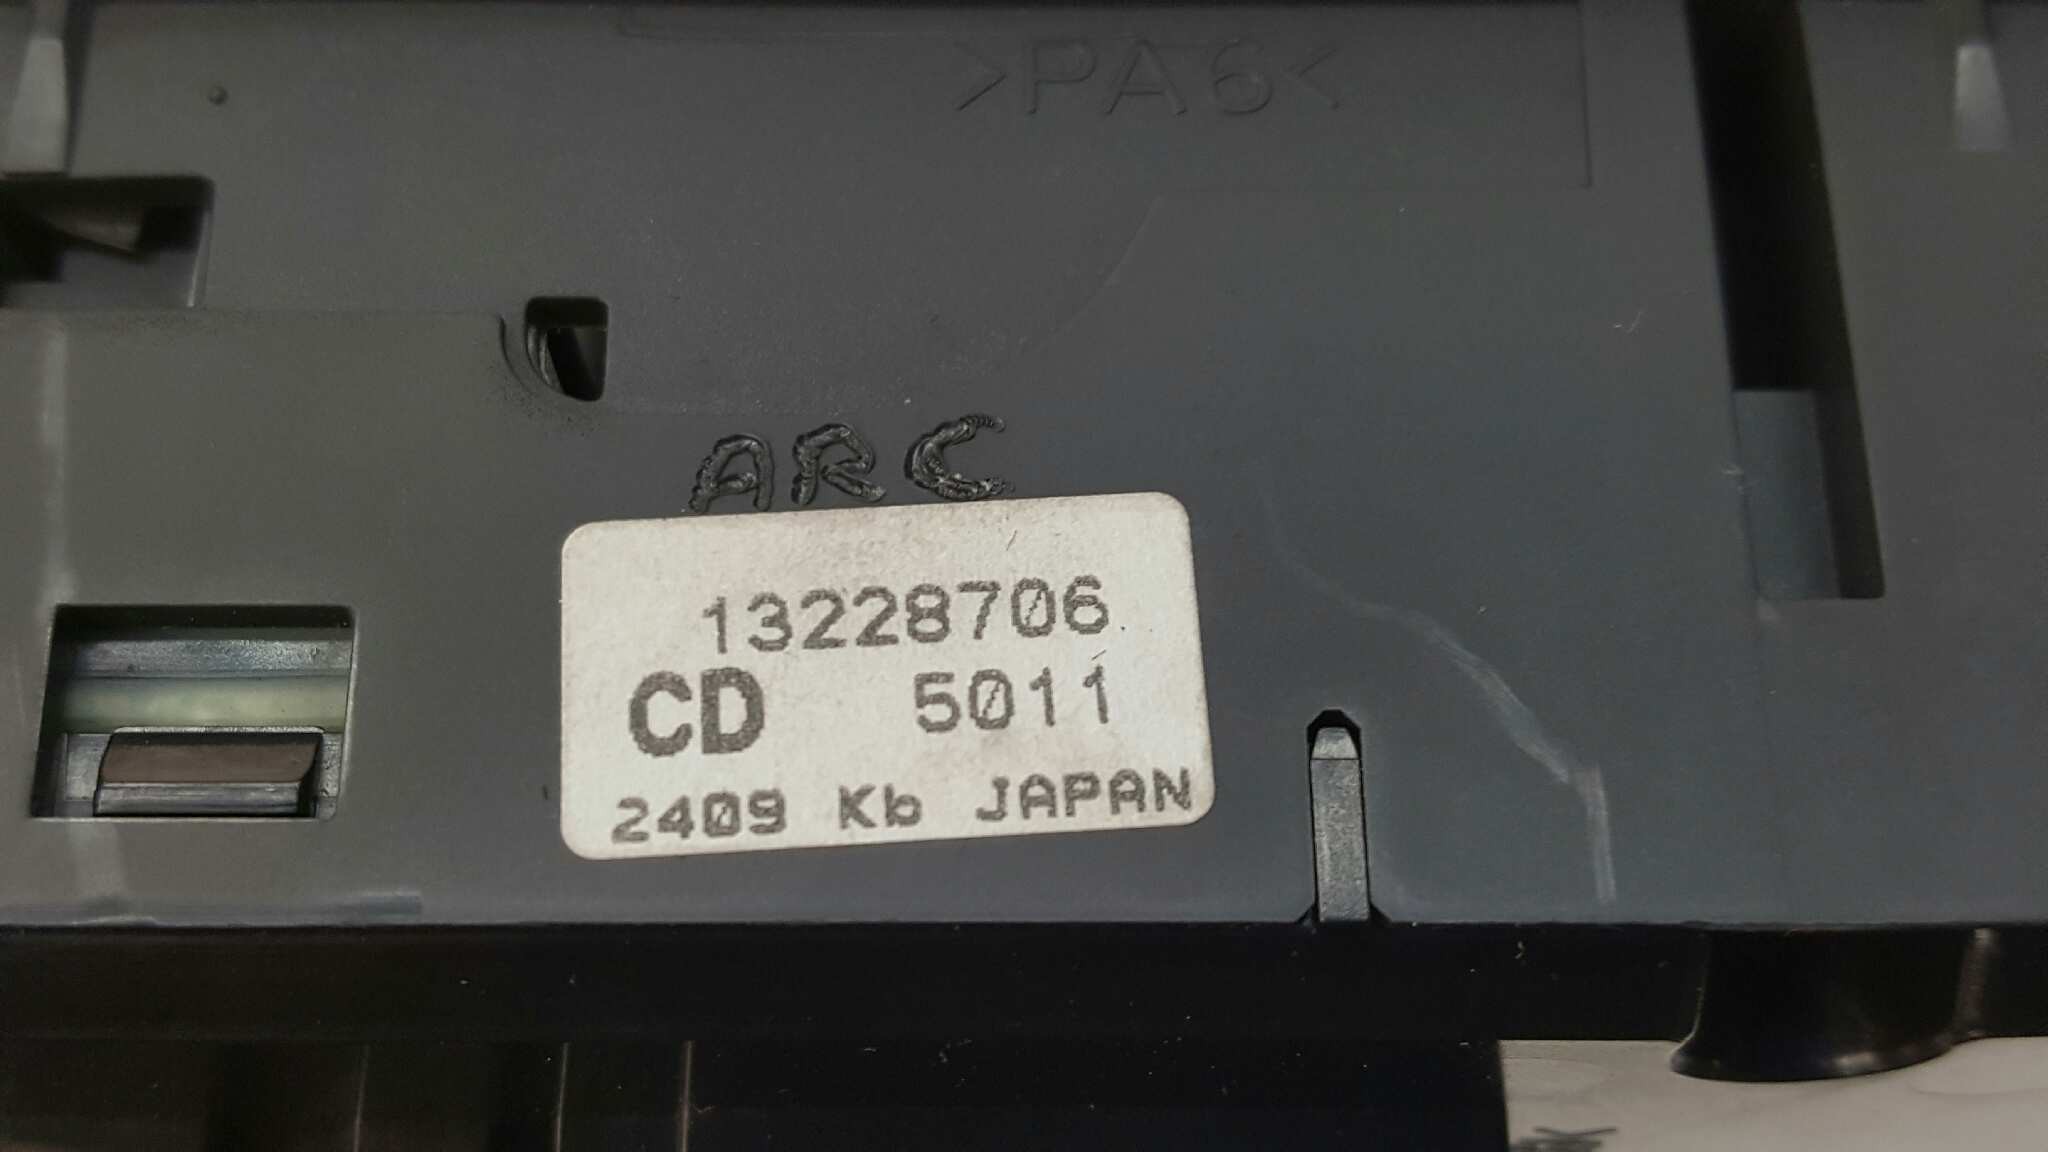 >PA6<
ARC
13228706
CD 5011
2409 Kb JAPAN